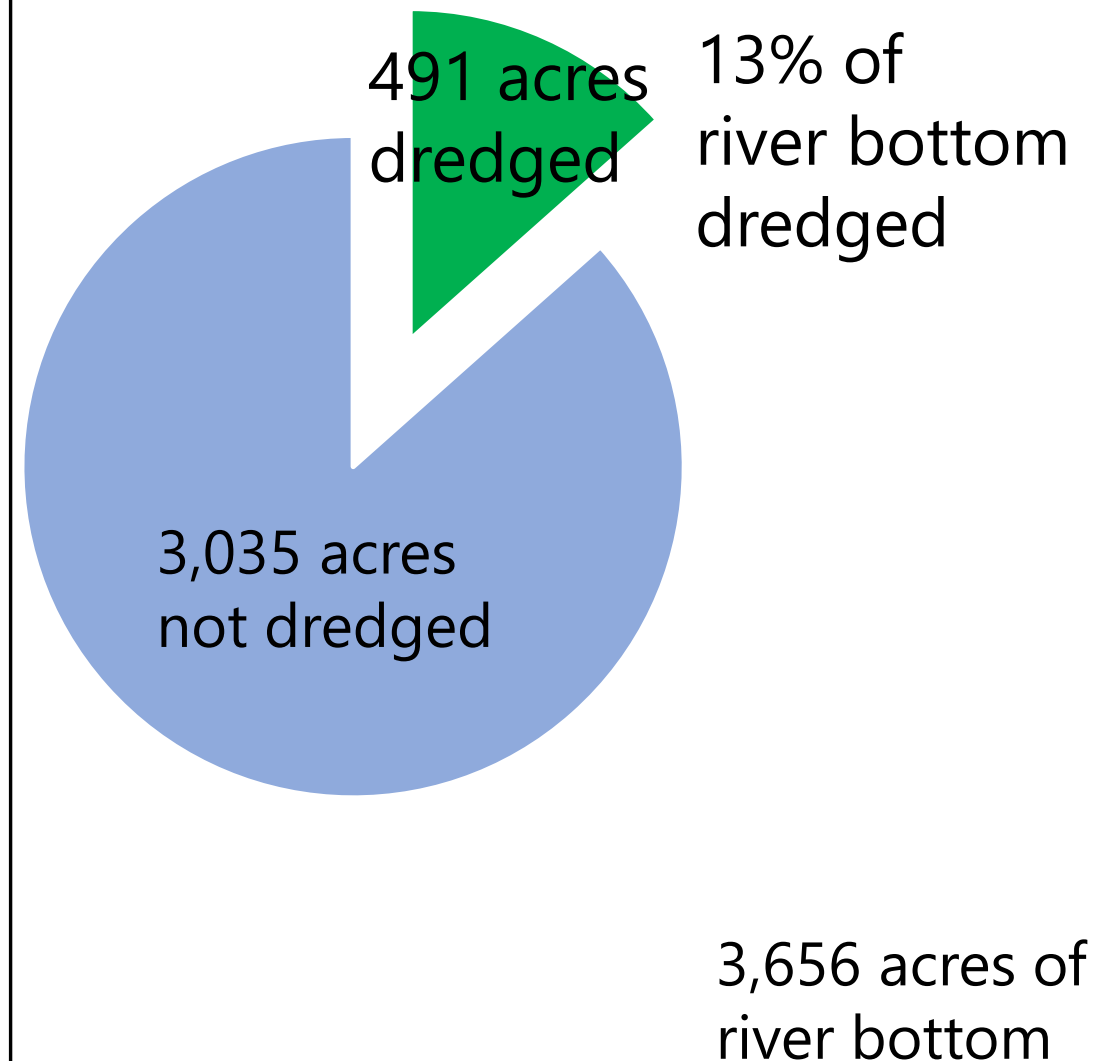 491 acres
dredged
13% of
river bottom
dredged
3,035 acres
not dredged
3,656 acres of
river bottom